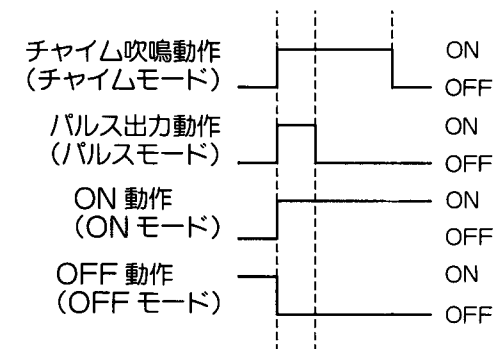 チャイム吹鳴動作 ON
(チャイムモード) OFF
パルス出力動作 ON
(パルスモード) OFF
ON 動作 ON
(ON モード) OFF
OFF 動作 ON
(OFF モード) OFF